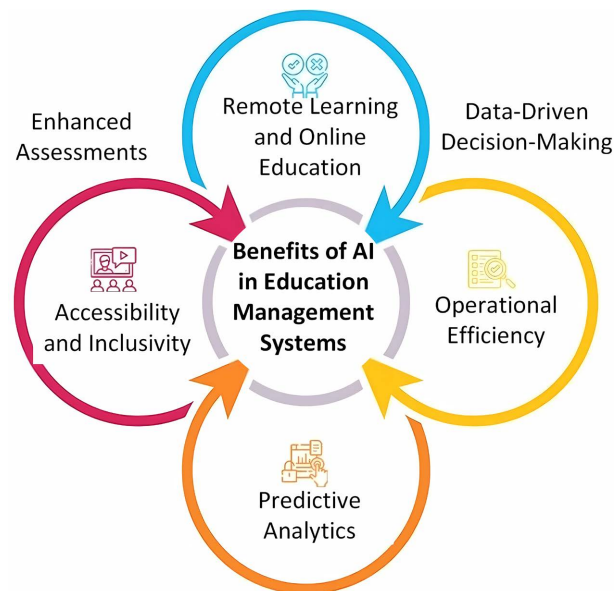 Remote Learning
and Online
Education
Enhanced
Assessments
Data-Driven
Decision-Making
Benefits of AI
in Education
Management
Systems
Accessibility
and Inclusivity
Operational
Efficiency
Predictive
Analytics